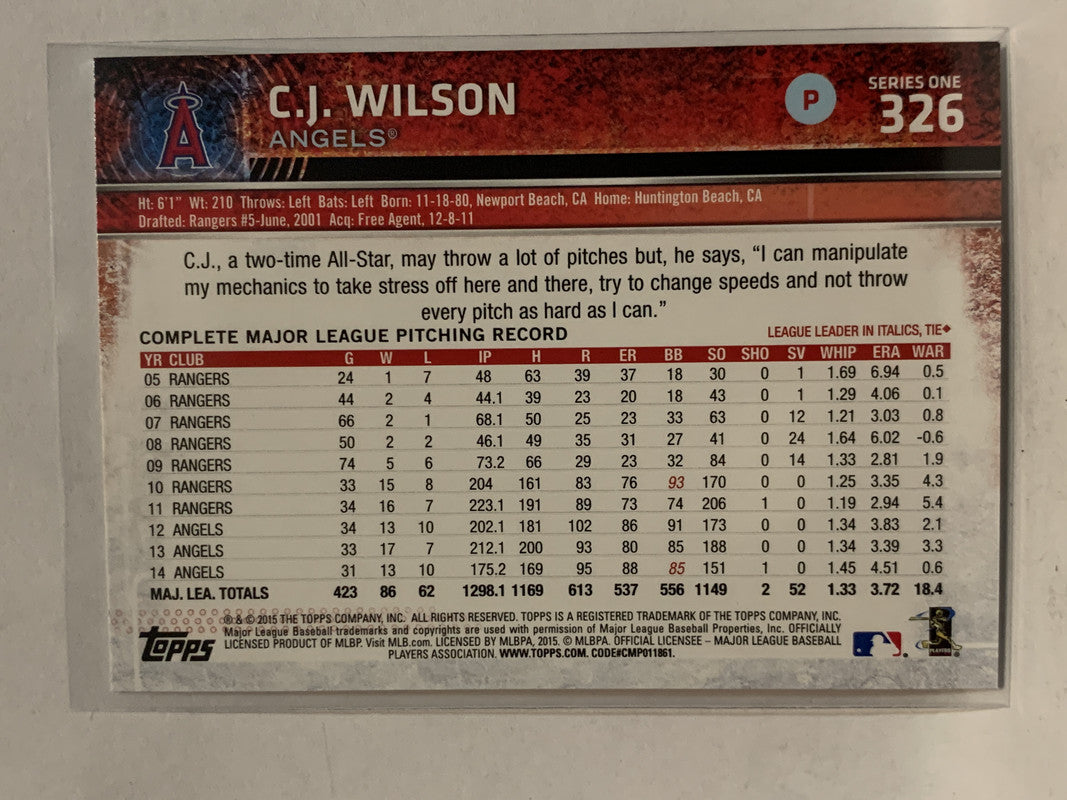 A
C.J. WILSON
ANGELS®
P
SERIES ONE
326
Ht: 6'1" Wt: 210 Throws: Left Bats: Left Born: 11-18-80, Newport Beach, CA Home: Huntington Beach, CA
Drafted: Rangers #5-June, 2001 Acq: Free Agent, 12-8-11
C.J., a two-time All-Star, may throw a lot of pitches but, he says, “I can manipulate
my mechanics to take stress off here and there, try to change speeds and not throw
every pitch as hard as I can.”
COMPLETE MAJOR LEAGUE PITCHING RECORD LEAGUE LEADER IN ITALICS, TIE◆
YR CLUB G W L IP H R ER BB SO SHO SV WHIP ERA WAR
05 RANGERS 24 1 7 48 63 39 37 18 30 0 1 1.69 6.94 0.5
06 RANGERS 44 2 4 44.1 39 23 20 18 43 0 1 1.29 4.06 0.1
07 RANGERS 66 2 1 68.1 50 25 23 33 63 0 12 1.21 3.03 0.8
08 RANGERS 50 2 2 46.1 49 35 31 27 41 0 24 1.64 6.02 -0.6
09 RANGERS 74 5 6 73.2 66 29 23 32 84 0 14 1.33 2.81 1.9
10 RANGERS 33 15 8 204 161 83 76 93 170 0 0 1.25 3.35 4.3
11 RANGERS 34 16 7 223.1 191 89 73 74 206 1 0 1.19 2.94 5.4
12 ANGELS 34 13 10 202.1 181 102 86 91 173 0 0 1.34 3.83 2.1
13 ANGELS 33 17 7 212.1 200 93 80 85 188 0 0 1.34 3.39 3.3
14 ANGELS 31 13 10 175.2 169 95 88 85 151 1 0 1.45 4.51 0.6
MAJ. LEA. TOTALS 423 86 62 1298.1 1169 613 537 556 1149 2 52 1.33 3.72 18.4
TOPPS
® & © 2015 THE TOPPS COMPANY, INC. ALL RIGHTS RESERVED. TOPPS IS A REGISTERED TRADEMARK OF THE TOPPS COMPANY, INC.
Major League Baseball trademarks and copyrights are used with permission of Major League Baseball Properties, Inc. OFFICIALLY
LICENSED PRODUCT OF MLBP. Visit MLB.com. LICENSED BY MLBPA, 2015. © MLBPA. OFFICIAL LICENSEE – MAJOR LEAGUE BASEBALL
PLAYERS ASSOCIATION. WWW.TOPPS.COM. CODE#CMP011861.
PLAYERS